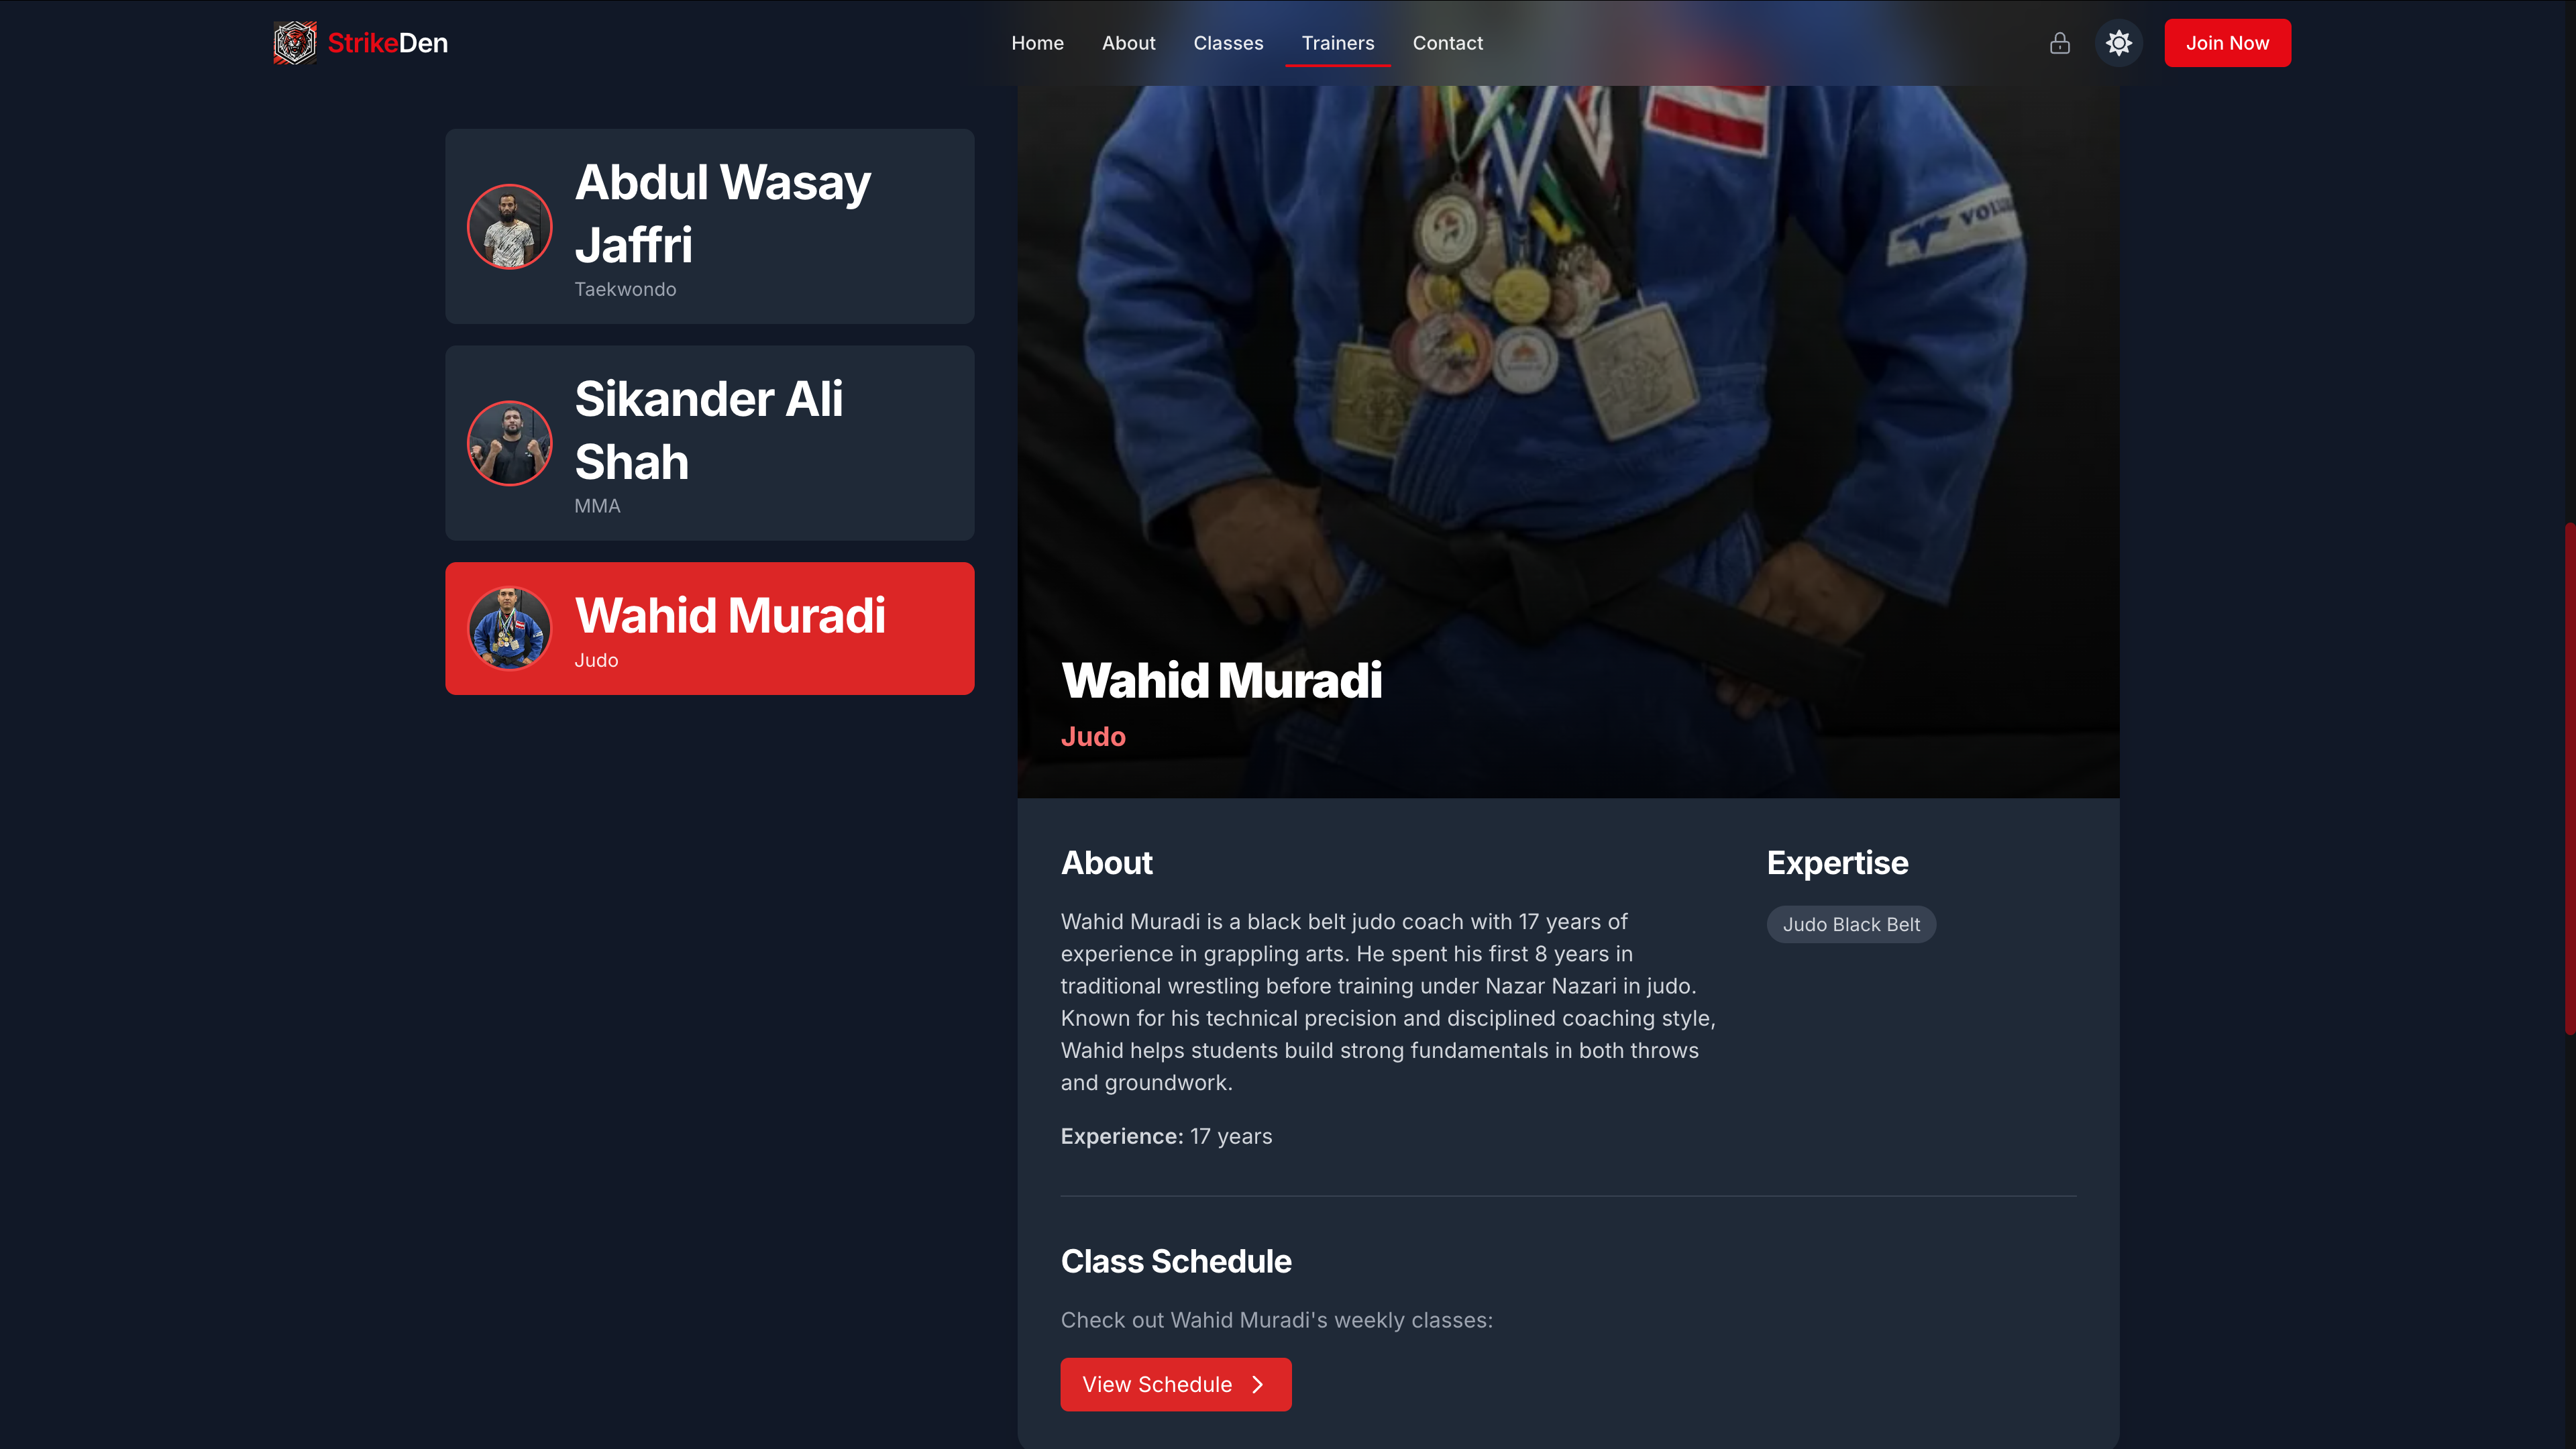 StrikeDen
Home
About
Classes
Trainers
Contact
Join Now
Abdul Wasay
Jaffri
Taekwondo
Sikander Ali
Shah
MMA
Wahid Muradi
Judo
Wahid Muradi
Judo
About
Wahid Muradi is a black belt judo coach with 17 years of
experience in grappling arts. He spent his first 8 years in
traditional wrestling before training under Nazar Nazari in judo.
Known for his technical precision and disciplined coaching style,
Wahid helps students build strong fundamentals in both throws
and groundwork.
Experience: 17 years
Expertise
Judo Black Belt
Class Schedule
Check out Wahid Muradi's weekly classes:
View Schedule